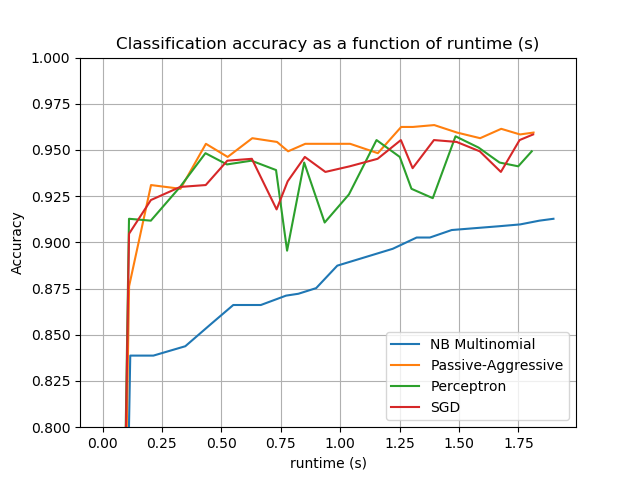 Classification accuracy as a function of runtime (s)
1.000
0.975
0.950
0.925
0.900
0.875
0.850
0.825
0.800
Accuracy
0.00 0.25 0.50 0.75 1.00 1.25 1.50 1.75
runtime (s)
NB Multinomial
Passive-Aggressive
Perceptron
SGD